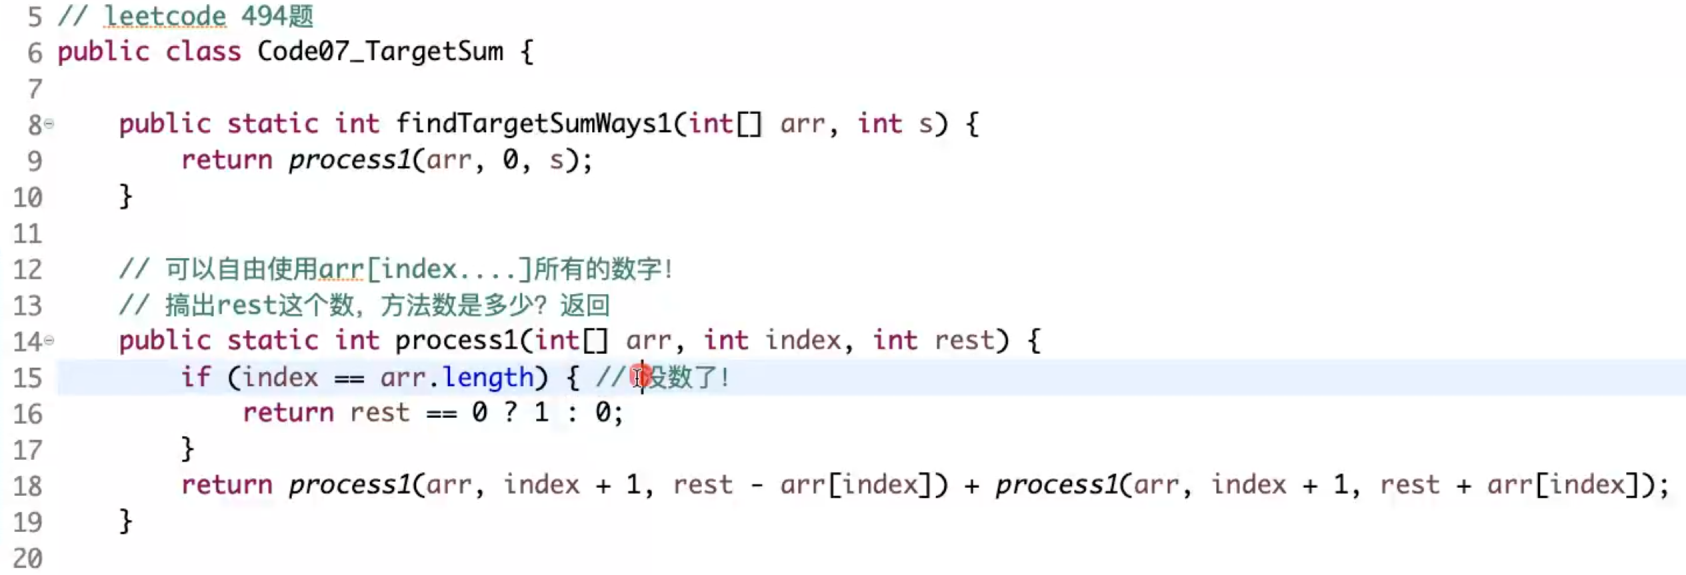 5 // leetcode 494题
6 public class Code07_TargetSum {
7
8 public static int findTargetSumWays1(int[] arr, int s) {
9 return process1(arr, 0, s);
10 }
11
12 // 可以自由使用arr[index....]所有的数字!
13 // 搞出rest这个数, 方法数是多少? 返回
14 public static int process1(int[] arr, int index, int rest) {
15 if (index == arr.length) { // 没数了!
16 return rest == 0 ? 1 : 0;
17 }
18 return process1(arr, index + 1, rest - arr[index]) + process1(arr, index + 1, rest + arr[index]);
19 }
20